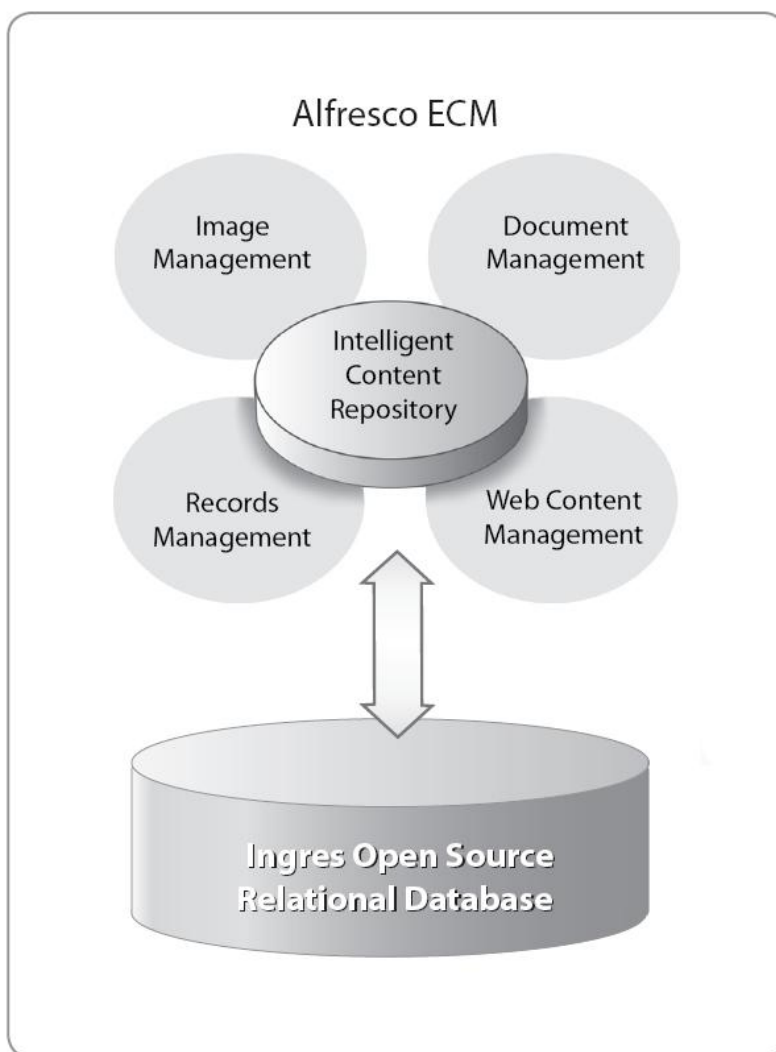 Alfresco ECM
Image
Management
Document
Management
Intelligent
Content
Repository
Records
Management
Web Content
Management
Ingres Open Source
Relational Database